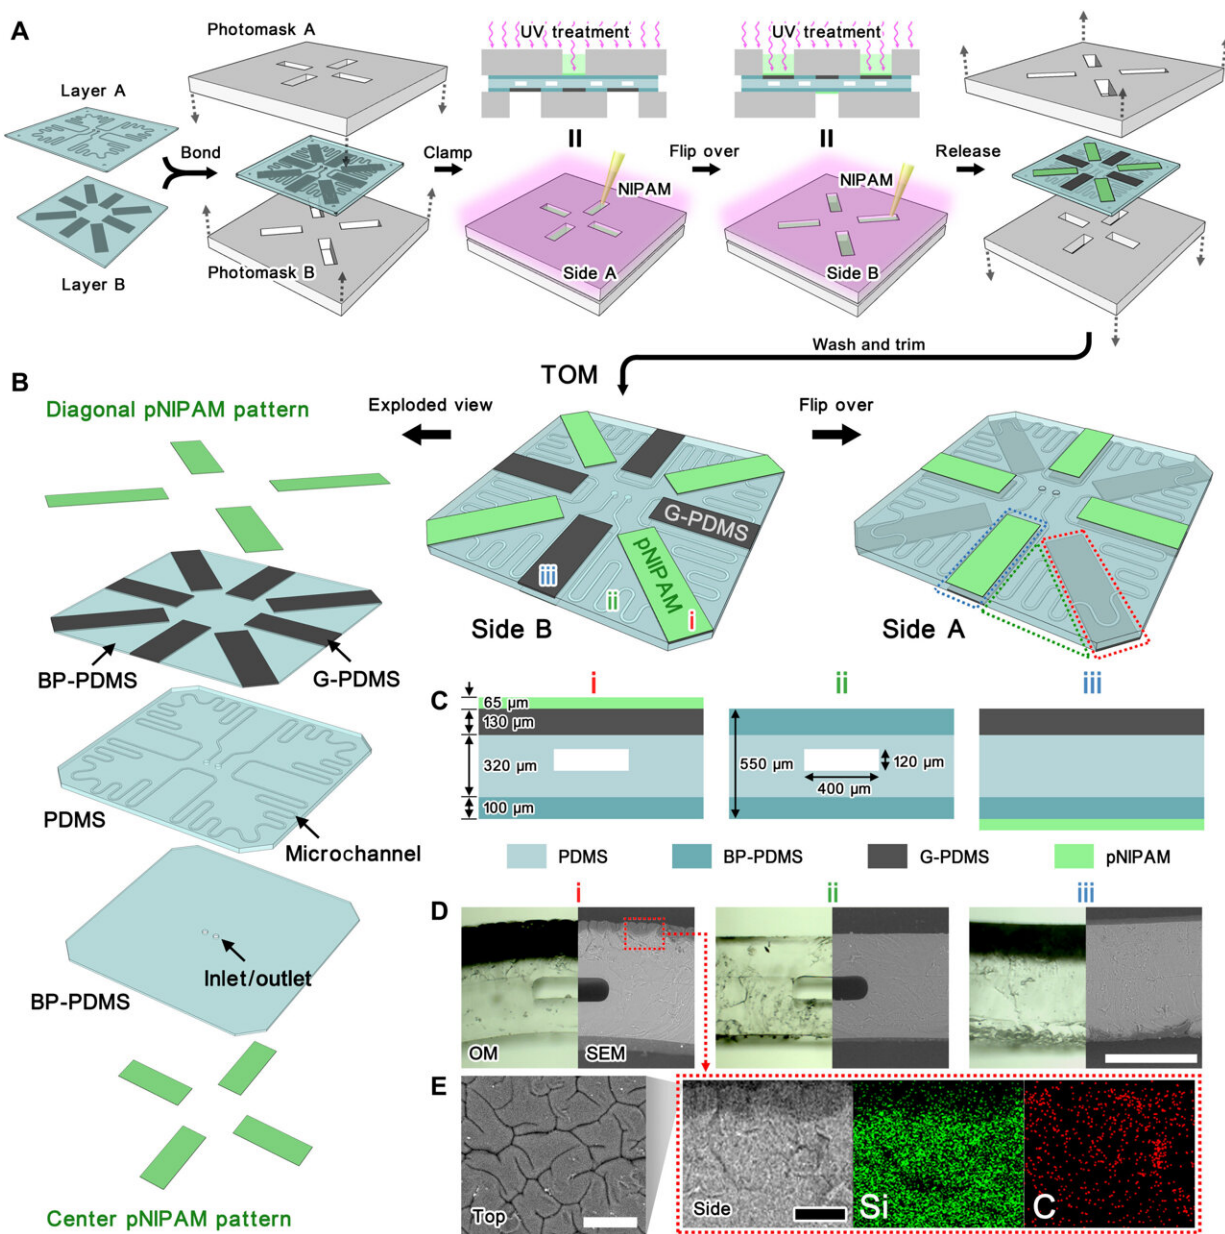 A
Photomask A
UV treatment
UV treatment
Layer A
Bond
Clamp
Flip over
Release
NIPAM
NIPAM
Photomask B
Side A
Side B
Layer B
Wash and trim
B
TOM
Diagonal pNIPAM pattern
Exploded view
Flip over
G-PDMS
pNIPAM
iii
ii
i
Side B
Side A
BP-PDMS
G-PDMS
PDMS
Microchannel
Inlet/outlet
BP-PDMS
Center pNIPAM pattern
C
i
ii
iii
65 µm
130 µm
320 µm
100 µm
550 µm
120 µm
400 µm
PDMS
BP-PDMS
G-PDMS
pNIPAM
D
i
ii
iii
OM
SEM
E
Top
Side
Si
C